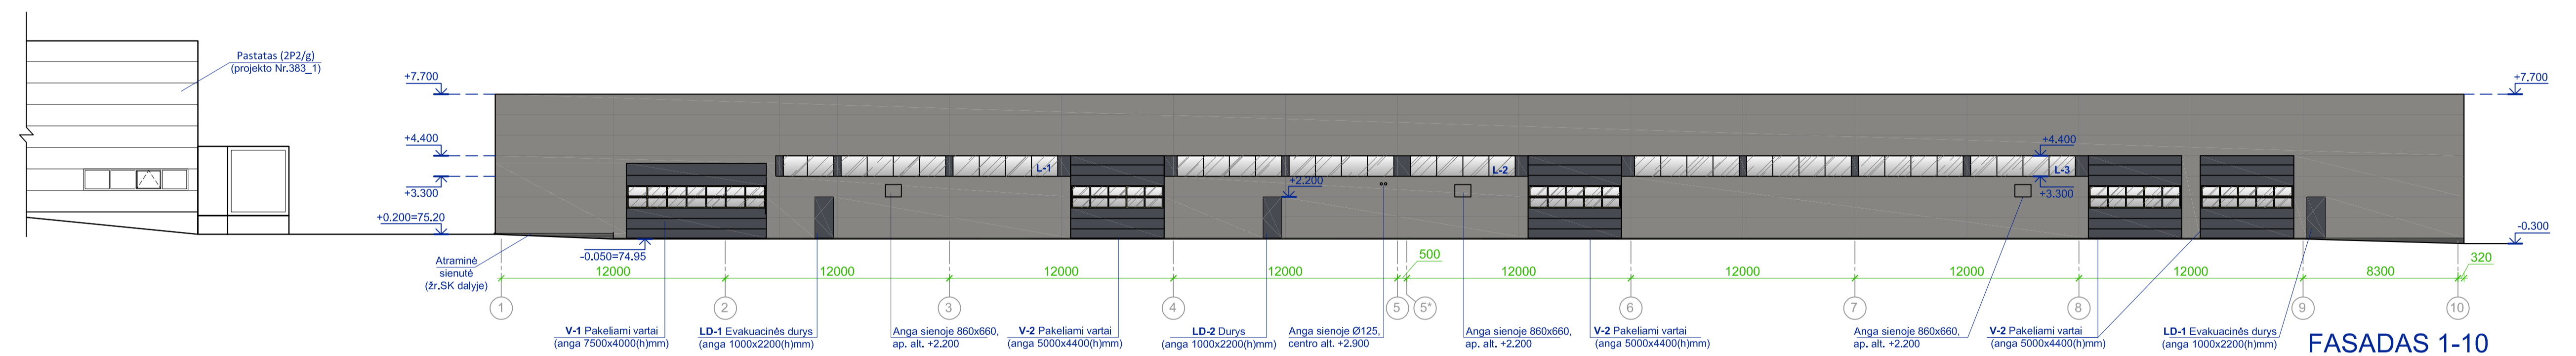 Pastatas (2P2/g)
(projekto Nr.383_1)
+7.700
+7.700
+4.400
+4.400
L-1
L-2
L-3
+3.300
+2.200
+3.300
+0.200=75.20
-0.300
-0.050=74.95
Atraminė
sienutė
(žr.SK dalyje)
500
320
12000
12000
12000
12000
12000
12000
12000
12000
8300
1
2
3
4
5
5*
6
7
8
9
10
V-1 Pakeliami vartai
(anga 7500x4000(h)mm)
LD-1 Evakuacinės durys
(anga 1000x2200(h)mm)
Anga sienoje 860x660,
ap. alt. +2.200
V-2 Pakeliami vartai
(anga 5000x4400(h)mm)
LD-2 Durys
(anga 1000x2200(h)mm)
Anga sienoje Ø125,
centro alt. +2.900
Anga sienoje 860x660,
ap. alt. +2.200
V-2 Pakeliami vartai
(anga 5000x4400(h)mm)
Anga sienoje 860x660,
ap. alt. +2.200
V-2 Pakeliami vartai
(anga 5000x4400(h)mm)
LD-1 Evakuacinės durys
(anga 1000x2200(h)mm)
FASADAS 1-10